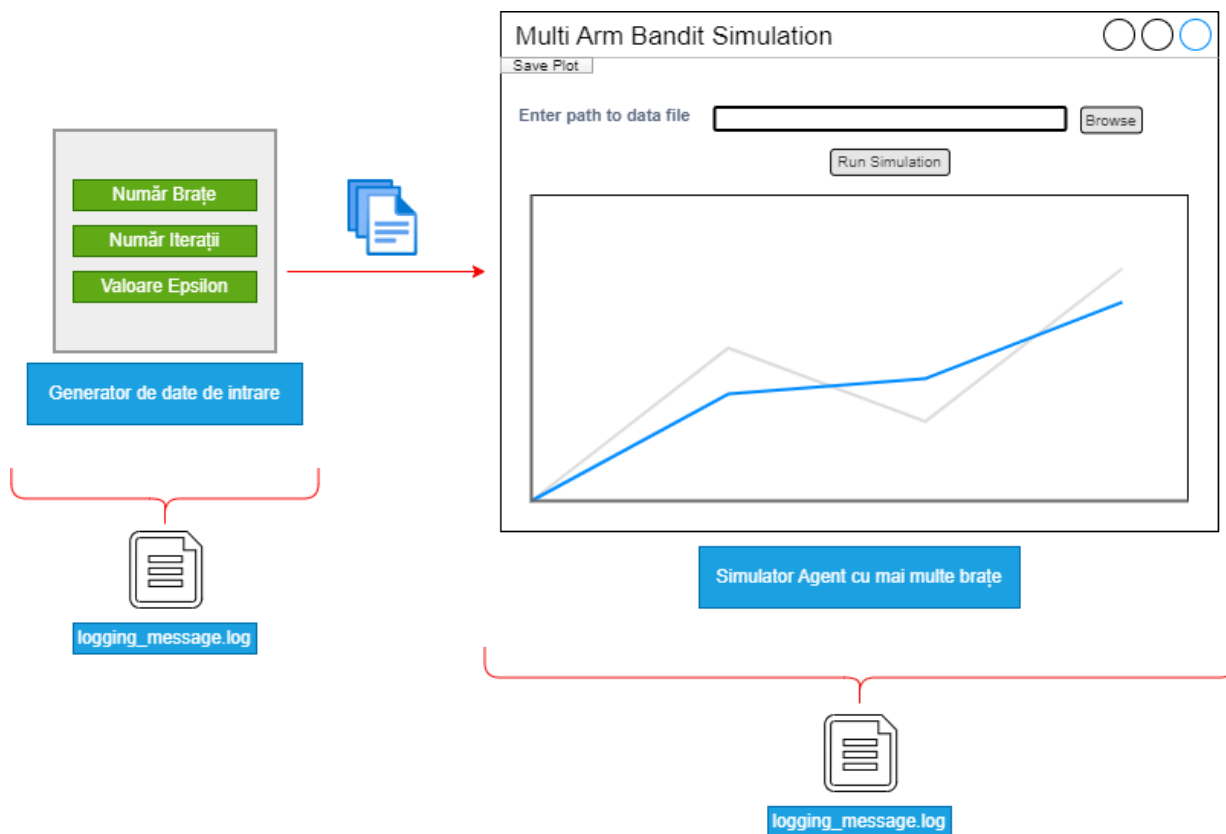 Multi Arm Bandit Simulation
Save Plot
Enter path to data file
Browse
Run Simulation
Număr Brațe
Număr Iterații
Valoare Epsilon
Generator de date de intrare
logging_message.log
Simulator Agent cu mai multe brațe
logging_message.log